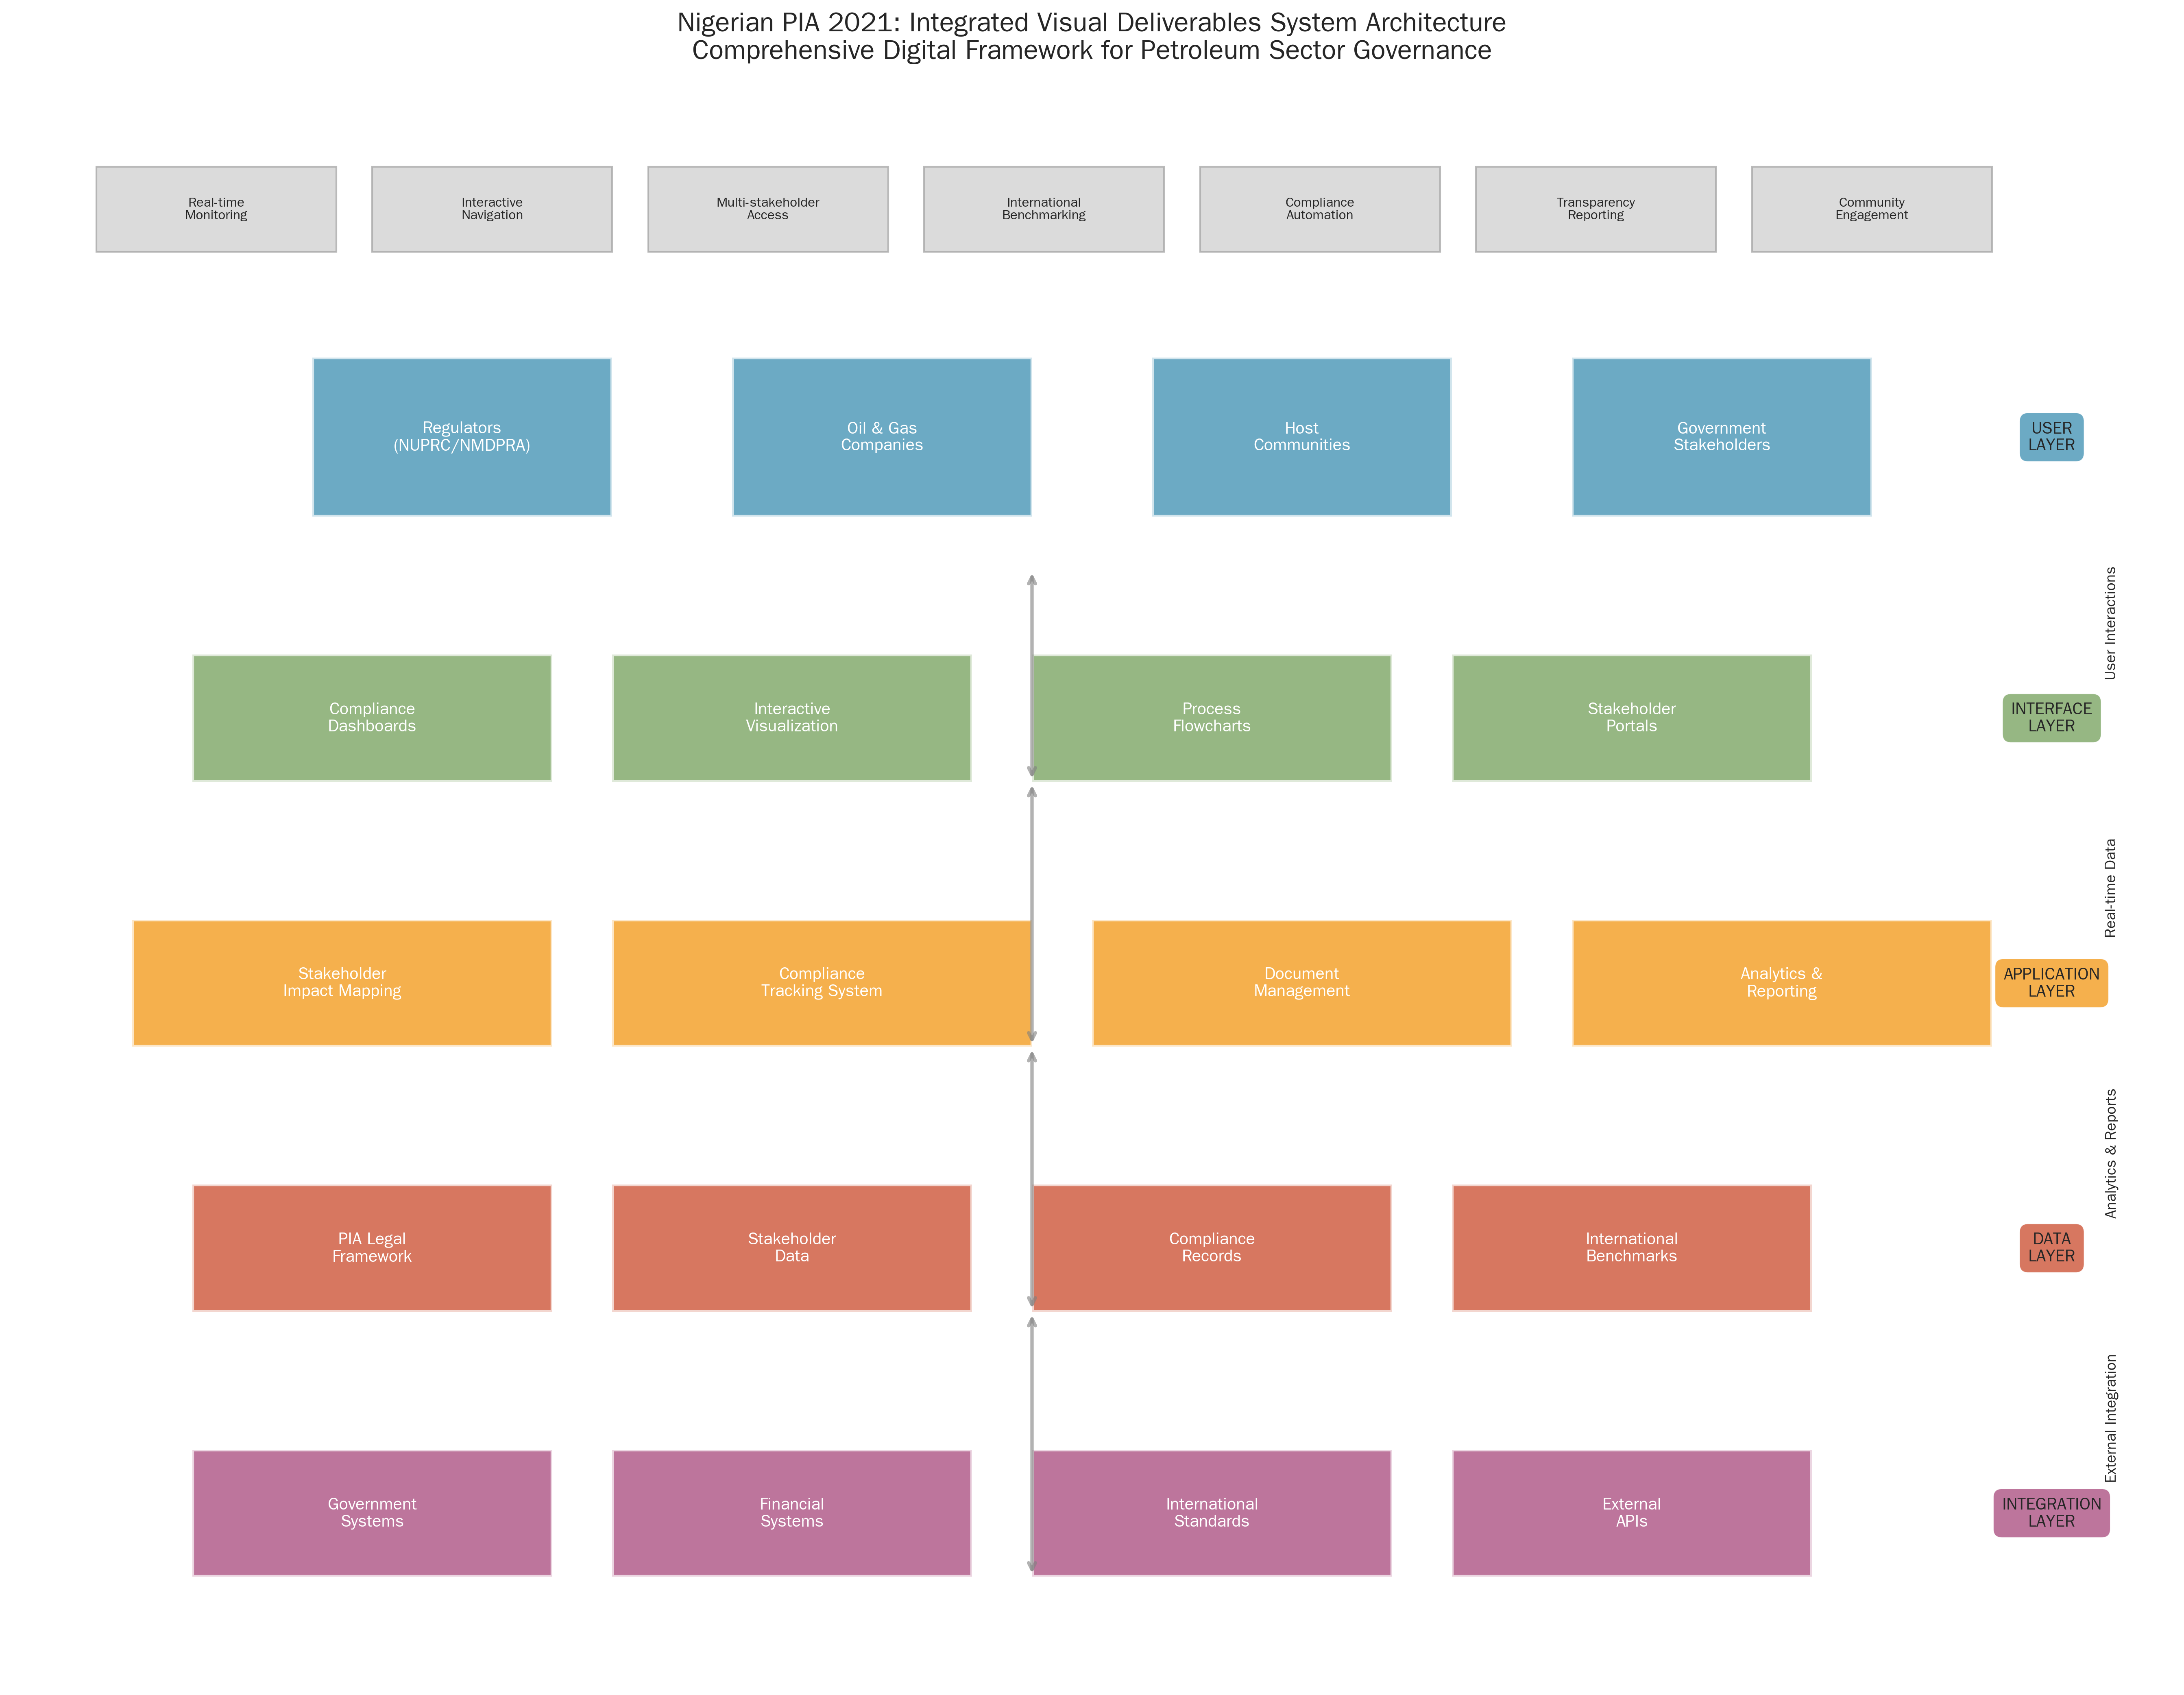 Nigerian PIA 2021: Integrated Visual Deliverables System Architecture
Comprehensive Digital Framework for Petroleum Sector Governance
Real-time
Monitoring
Interactive
Navigation
Multi-stakeholder
Access
International
Benchmarking
Compliance
Automation
Transparency
Reporting
Community
Engagement
Regulators
(NUPRC/NMDPRA)
Oil & Gas
Companies
Host
Communities
Government
Stakeholders
USER
LAYER
User Interactions
Compliance
Dashboards
Interactive
Visualization
Process
Flowcharts
Stakeholder
Portals
INTERFACE
LAYER
Real-time Data
Stakeholder
Impact Mapping
Compliance
Tracking System
Document
Management
Analytics &
Reporting
APPLICATION
LAYER
Analytics & Reports
PIA Legal
Framework
Stakeholder
Data
Compliance
Records
International
Benchmarks
DATA
LAYER
External Integration
Government
Systems
Financial
Systems
International
Standards
External
APIs
INTEGRATION
LAYER